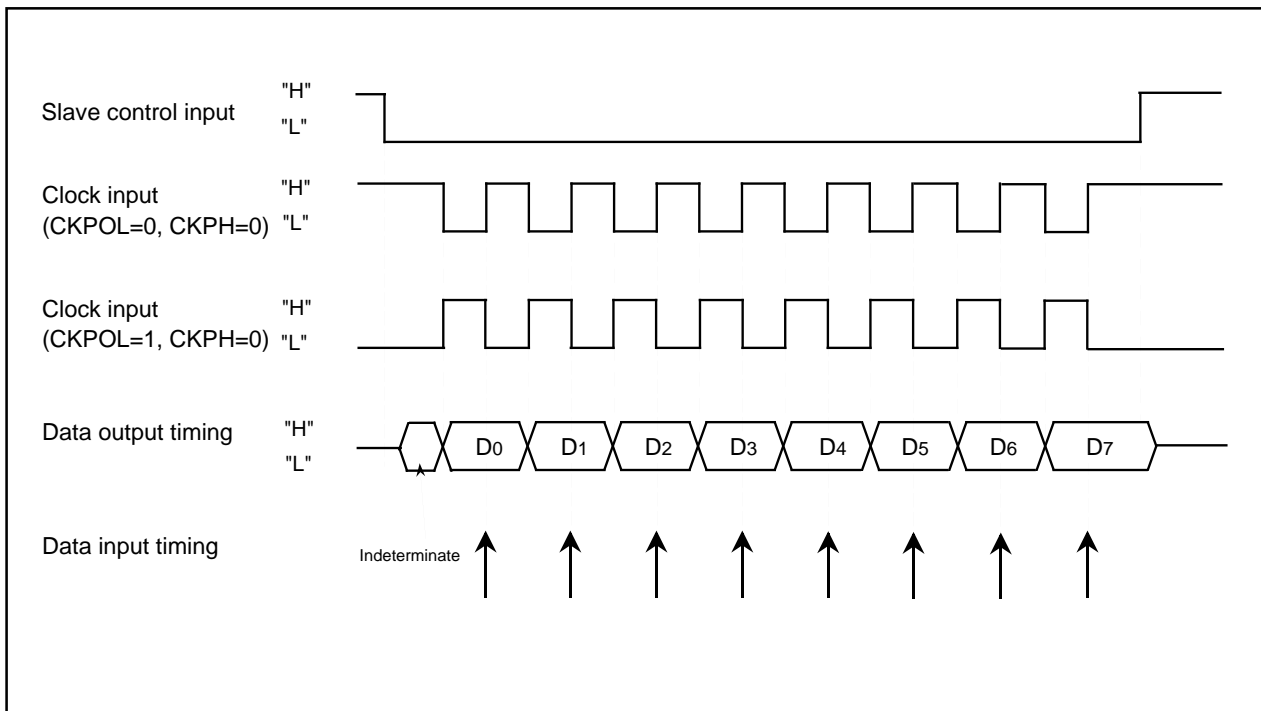 Slave control input "H"
"L"
Clock input "H"
(CKPOL=0, CKPH=0) "L"
Clock input "H"
(CKPOL=1, CKPH=0) "L"
Data output timing "H"
"L"
D0 D1 D2 D3 D4 D5 D6 D7
Data input timing
Indeterminate